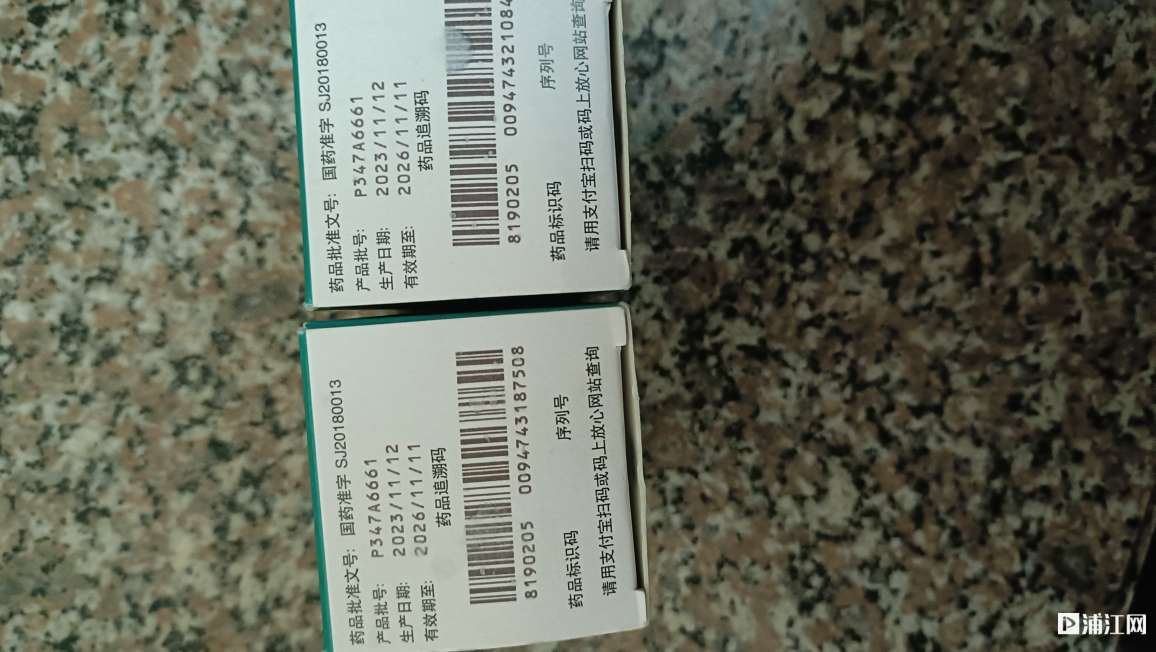 药品批准文号: 国药准字 SJ20180013
产品批号: P347A6661
生产日期: 2023/11/12
有效期至: 2026/11/11
药品追溯码
8190205 009474321084
药品标识码 序列号
请用支付宝扫码或码上放心网站查询
药品批准文号: 国药准字 SJ20180013
产品批号: P347A6661
生产日期: 2023/11/12
有效期至: 2026/11/11
药品追溯码
8190205 0094743187508
药品标识码 序列号
请用支付宝扫码或码上放心网站查询
浦江网